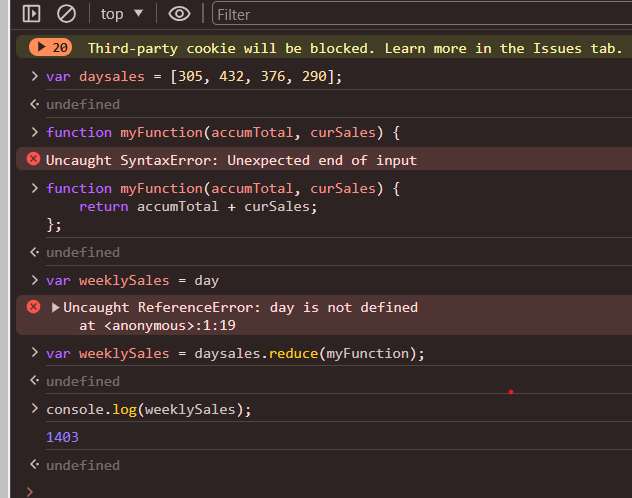 top
Filter
20 Third-party cookie will be blocked. Learn more in the Issues tab.
var daysales = [305, 432, 376, 290];
undefined
function myFunction(accumTotal, curSales) {
Uncaught SyntaxError: Unexpected end of input
function myFunction(accumTotal, curSales) {
    return accumTotal + curSales;
};
undefined
var weeklySales = day
Uncaught ReferenceError: day is not defined
    at <anonymous>:1:19
var weeklySales = daysales.reduce(myFunction);
undefined
console.log(weeklySales);
1403
undefined